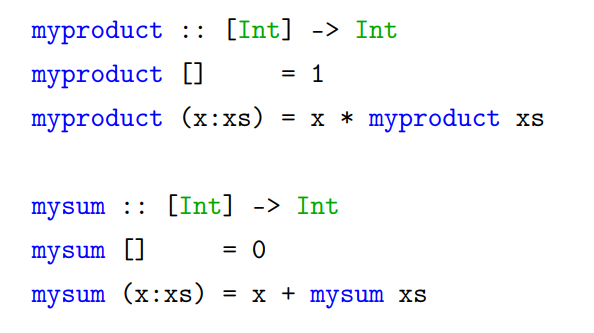 myproduct :: [Int] -> Int
myproduct []     = 1
myproduct (x:xs) = x * myproduct xs
mysum :: [Int] -> Int
mysum []     = 0
mysum (x:xs) = x + mysum xs